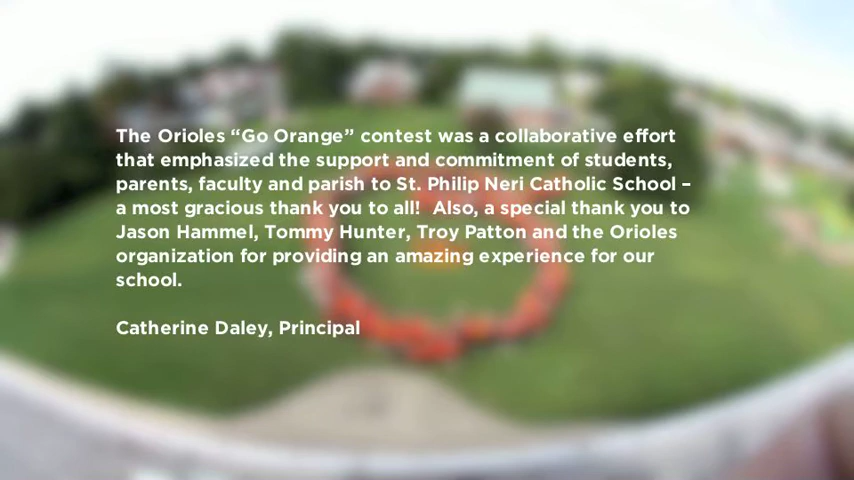 The Orioles “Go Orange” contest was a collaborative effort
that emphasized the support and commitment of students,
parents, faculty and parish to St. Philip Neri Catholic School –
a most gracious thank you to all!  Also, a special thank you to
Jason Hammel, Tommy Hunter, Troy Patton and the Orioles
organization for providing an amazing experience for our
school.
Catherine Daley, Principal